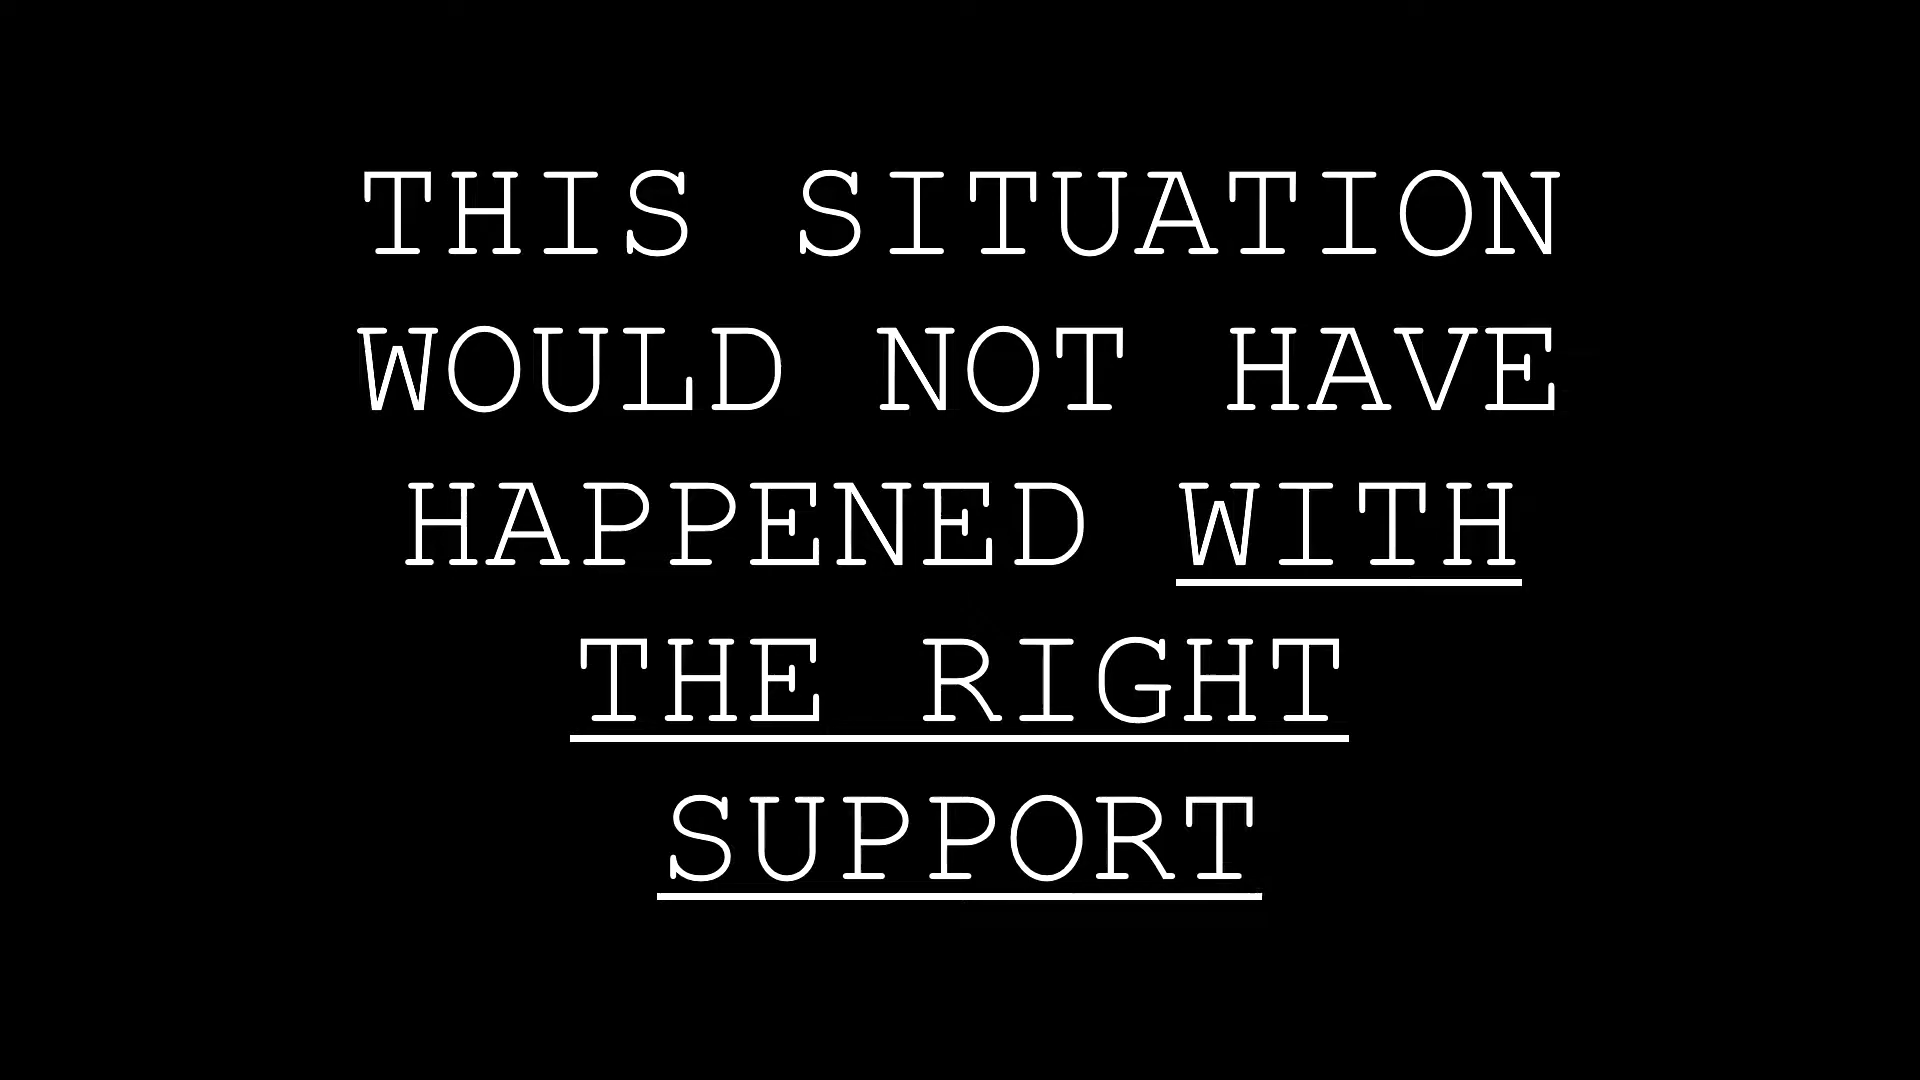 THIS SITUATION
WOULD NOT HAVE
HAPPENED WITH
THE RIGHT
SUPPORT